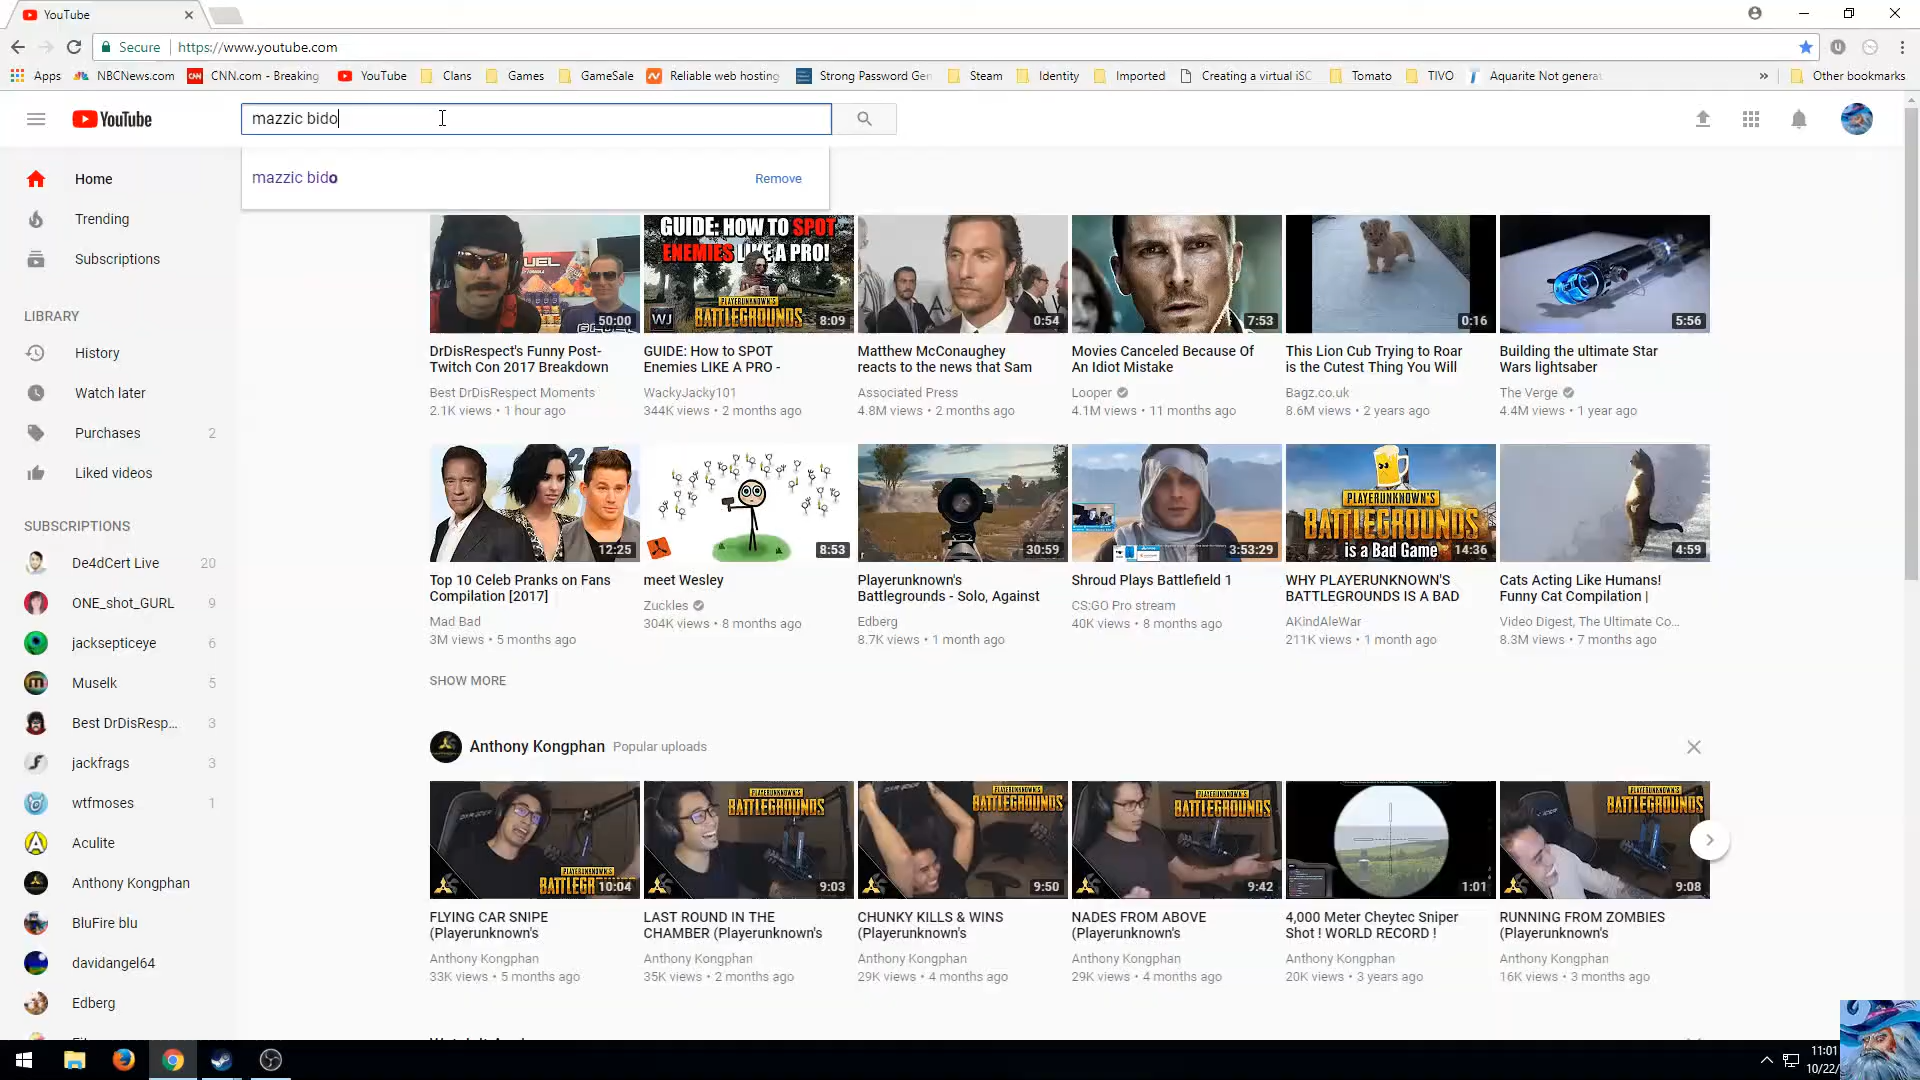 YouTube
Secure
https://www.youtube.com
Apps
NBCNews.com
CNN.com - Breaking
YouTube
Clans
Games
GameSale
Reliable web hosting
Strong Password Gen
Steam
Identity
Imported
Creating a virtual iSC
Tomato
TIVO
Aquarite Not genera
Other bookmarks
YouTube
mazzic bido
mazzic bido
Remove
Home
Trending
Subscriptions
LIBRARY
History
Watch later
Purchases 2
Liked videos
SUBSCRIPTIONS
De4dCert Live 20
ONE_shot_GURL 9
jacksepticeye 6
Muselk 5
Best DrDisResp... 3
jackfrags 3
wtfmoses 1
Aculite
Anthony Kongphan
BluFire blu
davidangel64
Edberg
50:00
DrDisRespect's Funny Post-
Twitch Con 2017 Breakdown
Best DrDisRespect Moments
2.1K views • 1 hour ago
GUIDE: HOW TO SPOT
ENEMIES LIKE A PRO!
PLAYERUNKNOWN'S
BATTLEGROUNDS
WJ
8:09
GUIDE: How to SPOT
Enemies LIKE A PRO -
WackyJacky101
344K views • 2 months ago
0:54
Matthew McConaughey
reacts to the news that Sam
Associated Press
4.8M views • 2 months ago
7:53
Movies Canceled Because Of
An Idiot Mistake
Looper
4.1M views • 11 months ago
0:16
This Lion Cub Trying to Roar
is the Cutest Thing You Will
Bagz.co.uk
8.6M views • 2 years ago
5:56
Building the ultimate Star
Wars lightsaber
The Verge
4.4M views • 1 year ago
12:25
Top 10 Celeb Pranks on Fans
Compilation [2017]
Mad Bad
3M views • 5 months ago
8:53
meet Wesley
Zuckles
304K views • 8 months ago
30:59
Playerunknown's
Battlegrounds - Solo, Against
Edberg
8.7K views • 1 month ago
3:53:29
Shroud Plays Battlefield 1
CS:GO Pro stream
40K views • 8 months ago
PLAYERUNKNOWN'S
BATTLEGROUNDS
is a Bad Game
14:36
WHY PLAYERUNKNOWN'S
BATTLEGROUNDS IS A BAD
AKindAleWar
211K views • 1 month ago
4:59
Cats Acting Like Humans!
Funny Cat Compilation |
Video Digest, The Ultimate Co...
8.3M views • 7 months ago
SHOW MORE
Anthony Kongphan
Popular uploads
PLAYERUNKNOWN'S
10:04
FLYING CAR SNIPE
(Playerunknown's
Anthony Kongphan
33K views • 5 months ago
PLAYERUNKNOWN'S
BATTLEGROUNDS
9:03
LAST ROUND IN THE
CHAMBER (Playerunknown's
Anthony Kongphan
35K views • 2 months ago
PLAYERUNKNOWN'S
BATTLEGROUNDS
9:50
CHUNKY KILLS & WINS
(Playerunknown's
Anthony Kongphan
29K views • 4 months ago
PLAYERUNKNOWN'S
BATTLEGROUNDS
9:42
NADES FROM ABOVE
(Playerunknown's
Anthony Kongphan
29K views • 4 months ago
1:01
4,000 Meter Cheytec Sniper
Shot ! WORLD RECORD !
Anthony Kongphan
20K views • 3 years ago
PLAYERUNKNOWN'S
BATTLEGROUNDS
9:08
RUNNING FROM ZOMBIES
(Playerunknown's
Anthony Kongphan
16K views • 3 months ago
11:01
10/22/